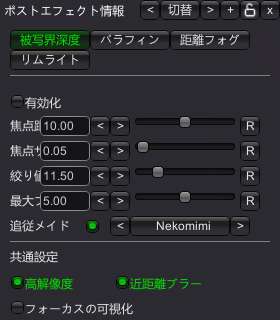 ポストエフェクト情報 < 切替 > + x
被写界深度 パラフィン 距離フォグ
リムライト
有効化
焦点距 10.00 < > R
焦点サ 0.05 < > R
絞り値 11.50 < > R
最大ブ 5.00 < > R
追従メイド < Nekomimi >
共通設定
高解像度 近距離ブラー
フォーカスの可視化